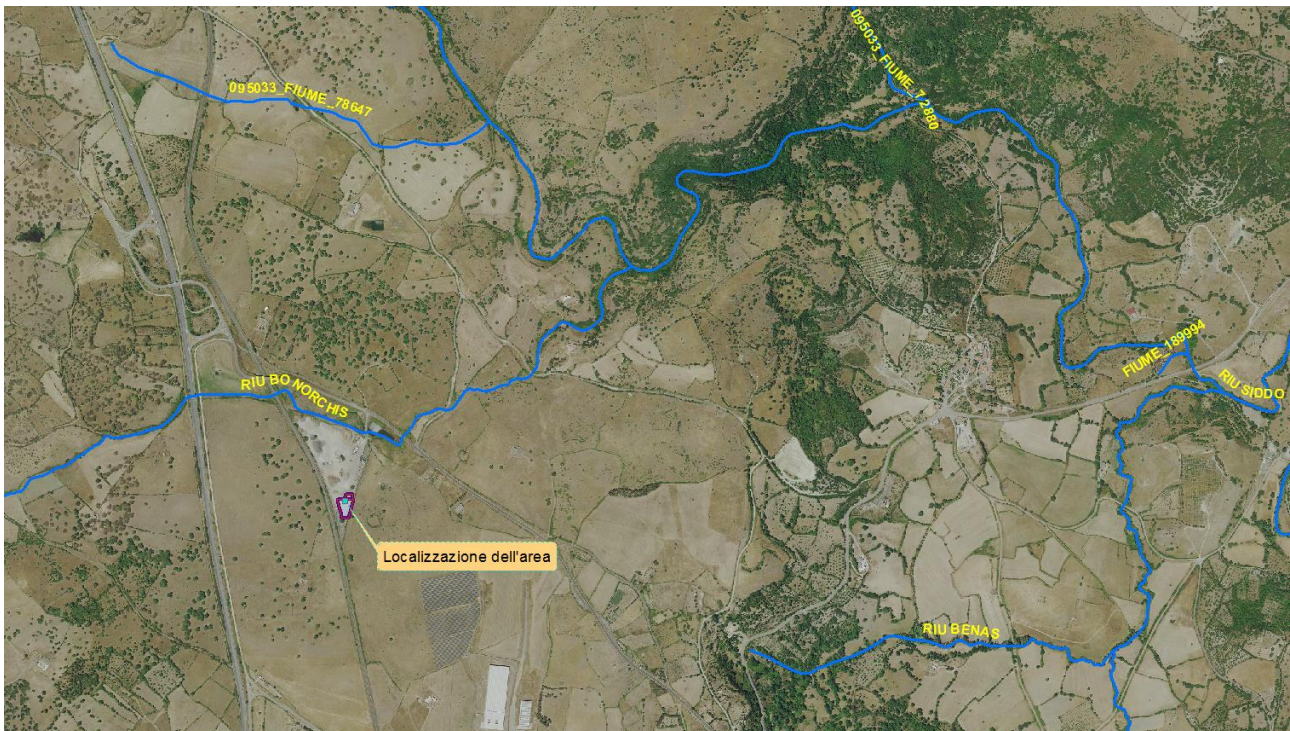 095033_FIUME_72880
095033_FIUME_78647
FIUME_189994
RIU BO NORCHIS
RIU SIDDO
Localizzazione dell'area
RIU BENAS